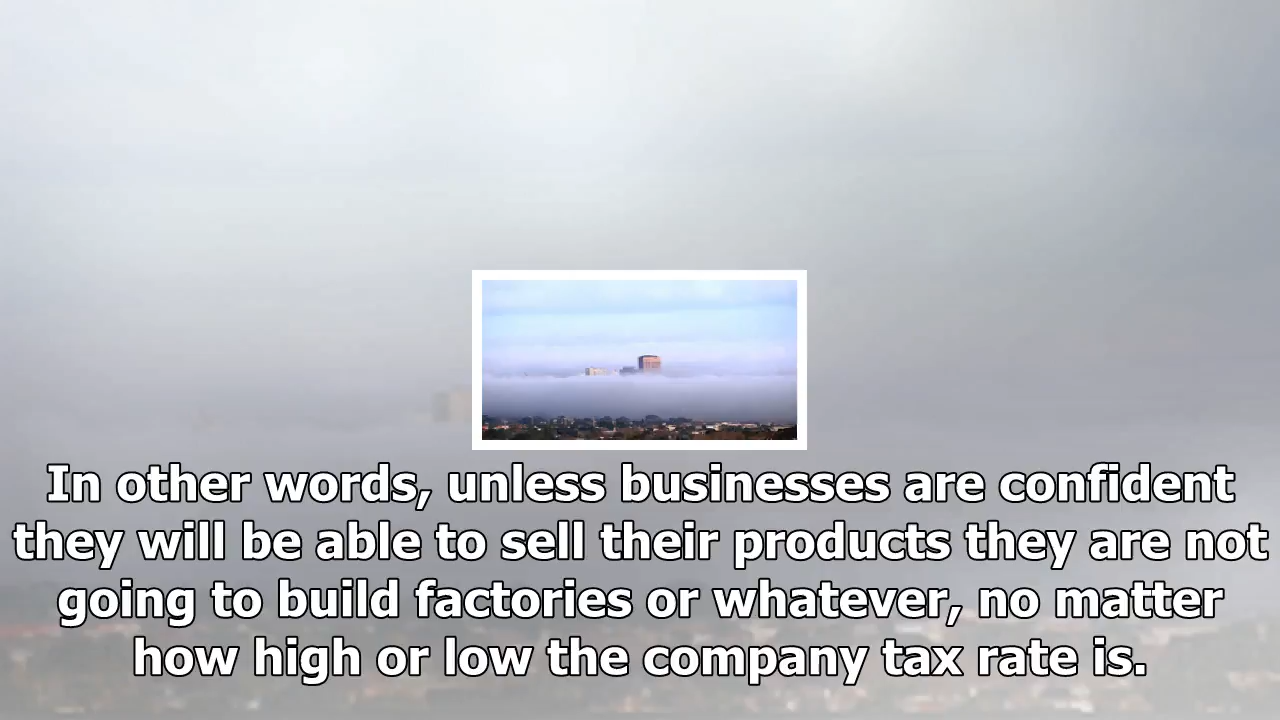 In other words, unless businesses are confident
they will be able to sell their products they are not
going to build factories or whatever, no matter
how high or low the company tax rate is.